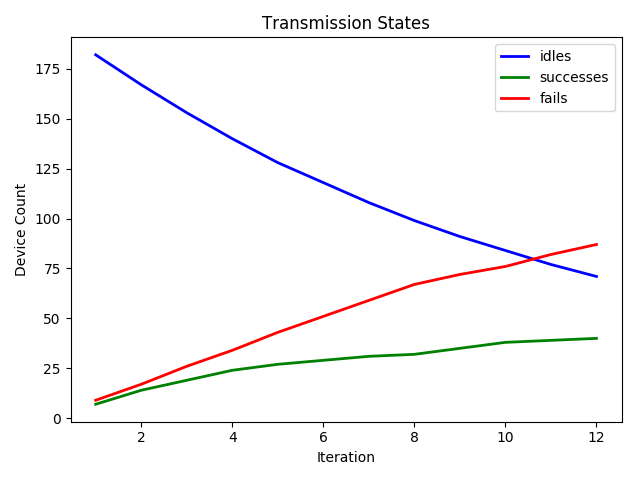 Transmission States
idles
successes
fails
Device Count
175
150
125
100
75
50
25
0
2 4 6 8 10 12
Iteration